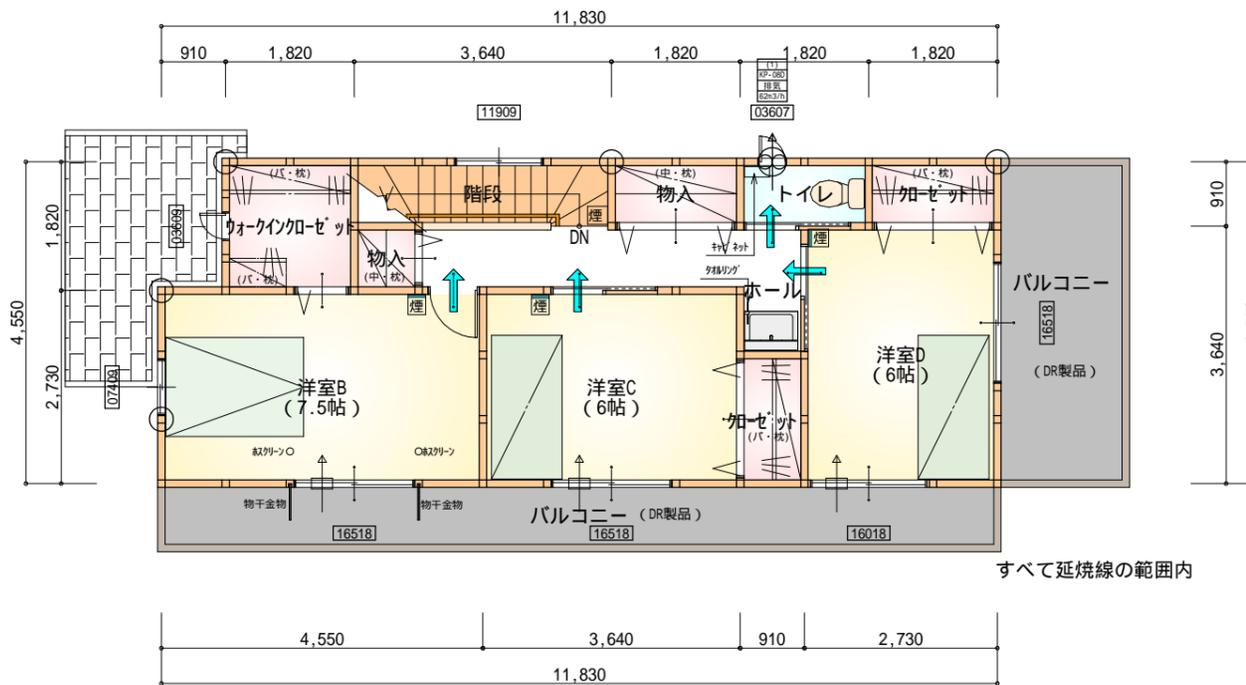 11,830
910
1,820
3,640
1,820
1,820
1,820
(1)
KP-080
排気
62m3/h
11909
03607
(パ・枕)
階段
(中・枕)
物入
トイレ
(パ・枕)
クローゼット
910
1,820
03609
ウォークインクローゼット
煙
DN
キャビネット
煙
物入
(中・枕)
(パ・枕)
タオルリング
ホール
バルコニー
16518
(DR製品)
4,550
煙
煙
3,640
2,730
07409
洋室B
(7.5帖)
洋室C
(6帖)
洋室D
(6帖)
クローゼット
(パ・枕)
ホスクリーン
ホスクリーン
物干金物
物干金物
バルコニー (DR製品)
16518
16518
16018
すべて延焼線の範囲内
4,550
3,640
910
2,730
11,830